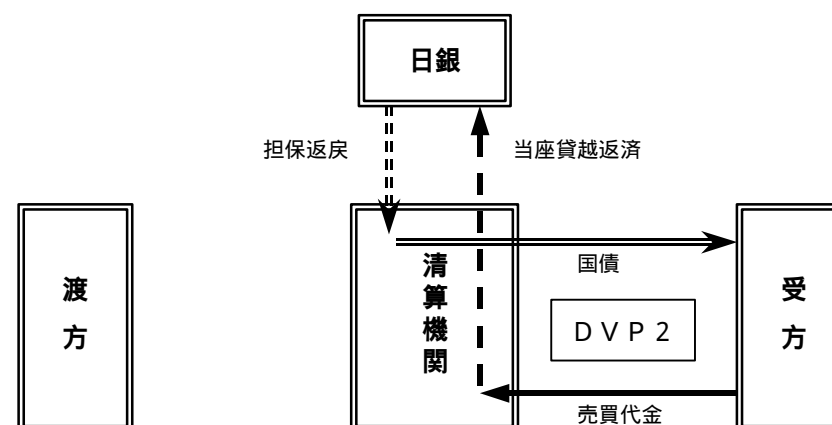 日銀
担保返戻
当座貸越返済
渡方
清算機関
国債
DVP2
受方
売買代金